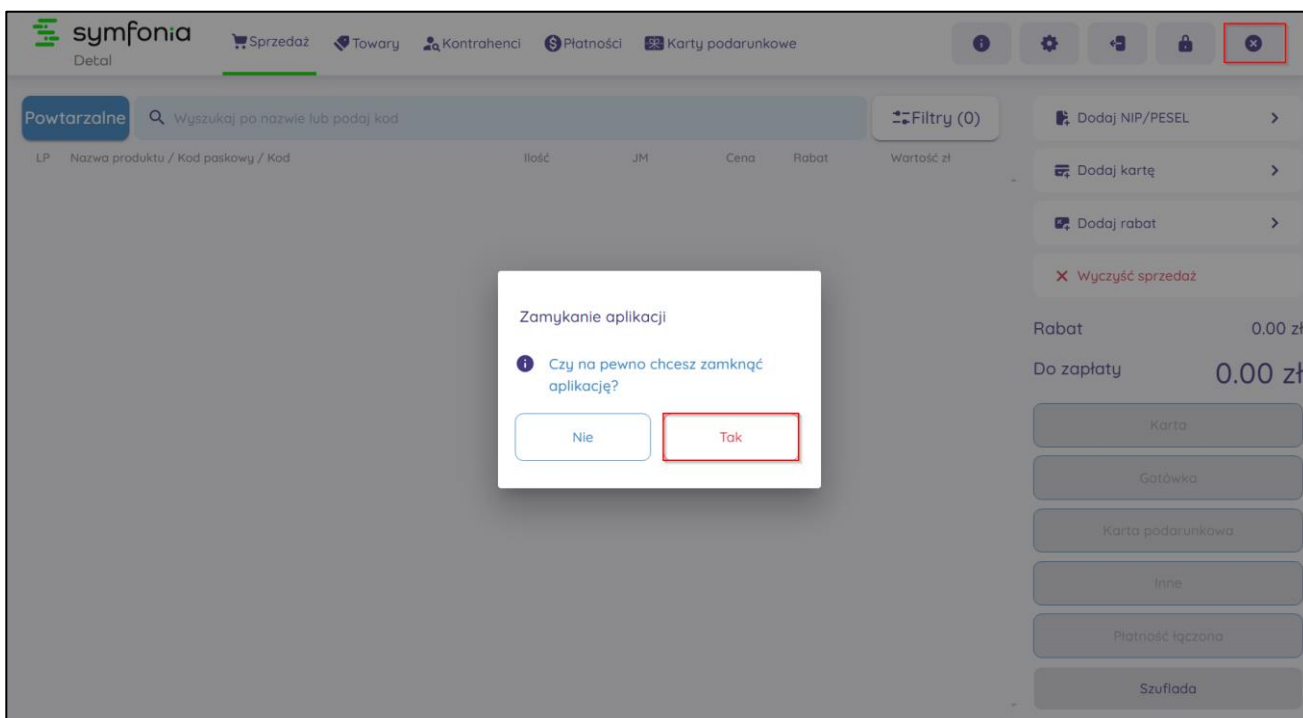 symfonia
Detal
Sprzedaż Towary Kontrahenci Płatności Karty podarunkowe
Powtarzalne Wyszukaj po nazwie lub podaj kod Filtry (0)
LP Nazwa produktu / Kod paskowy / Kod Ilość JM Cena Rabat Wartość zł
Dodaj NIP/PESEL
Dodaj kartę
Dodaj rabat
Wyczyść sprzedaż
Rabat 0.00 zł
Do zapłaty 0.00 zł
Karta
Gotówka
Karta podarunkowa
Inne
Płatność łączona
Szuflada
Zamykanie aplikacji
Czy na pewno chcesz zamknąć
aplikację?
Nie Tak